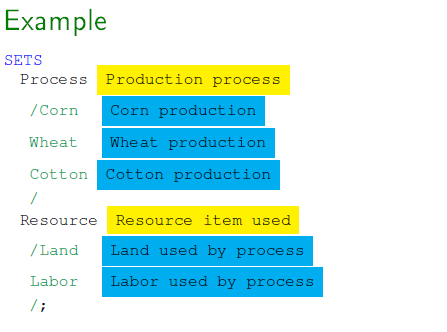 Example
SETS
Process Production process
/Corn Corn production
Wheat Wheat production
Cotton Cotton production
/
Resource Resource item used
/Land Land used by process
Labor Labor used by process
/;